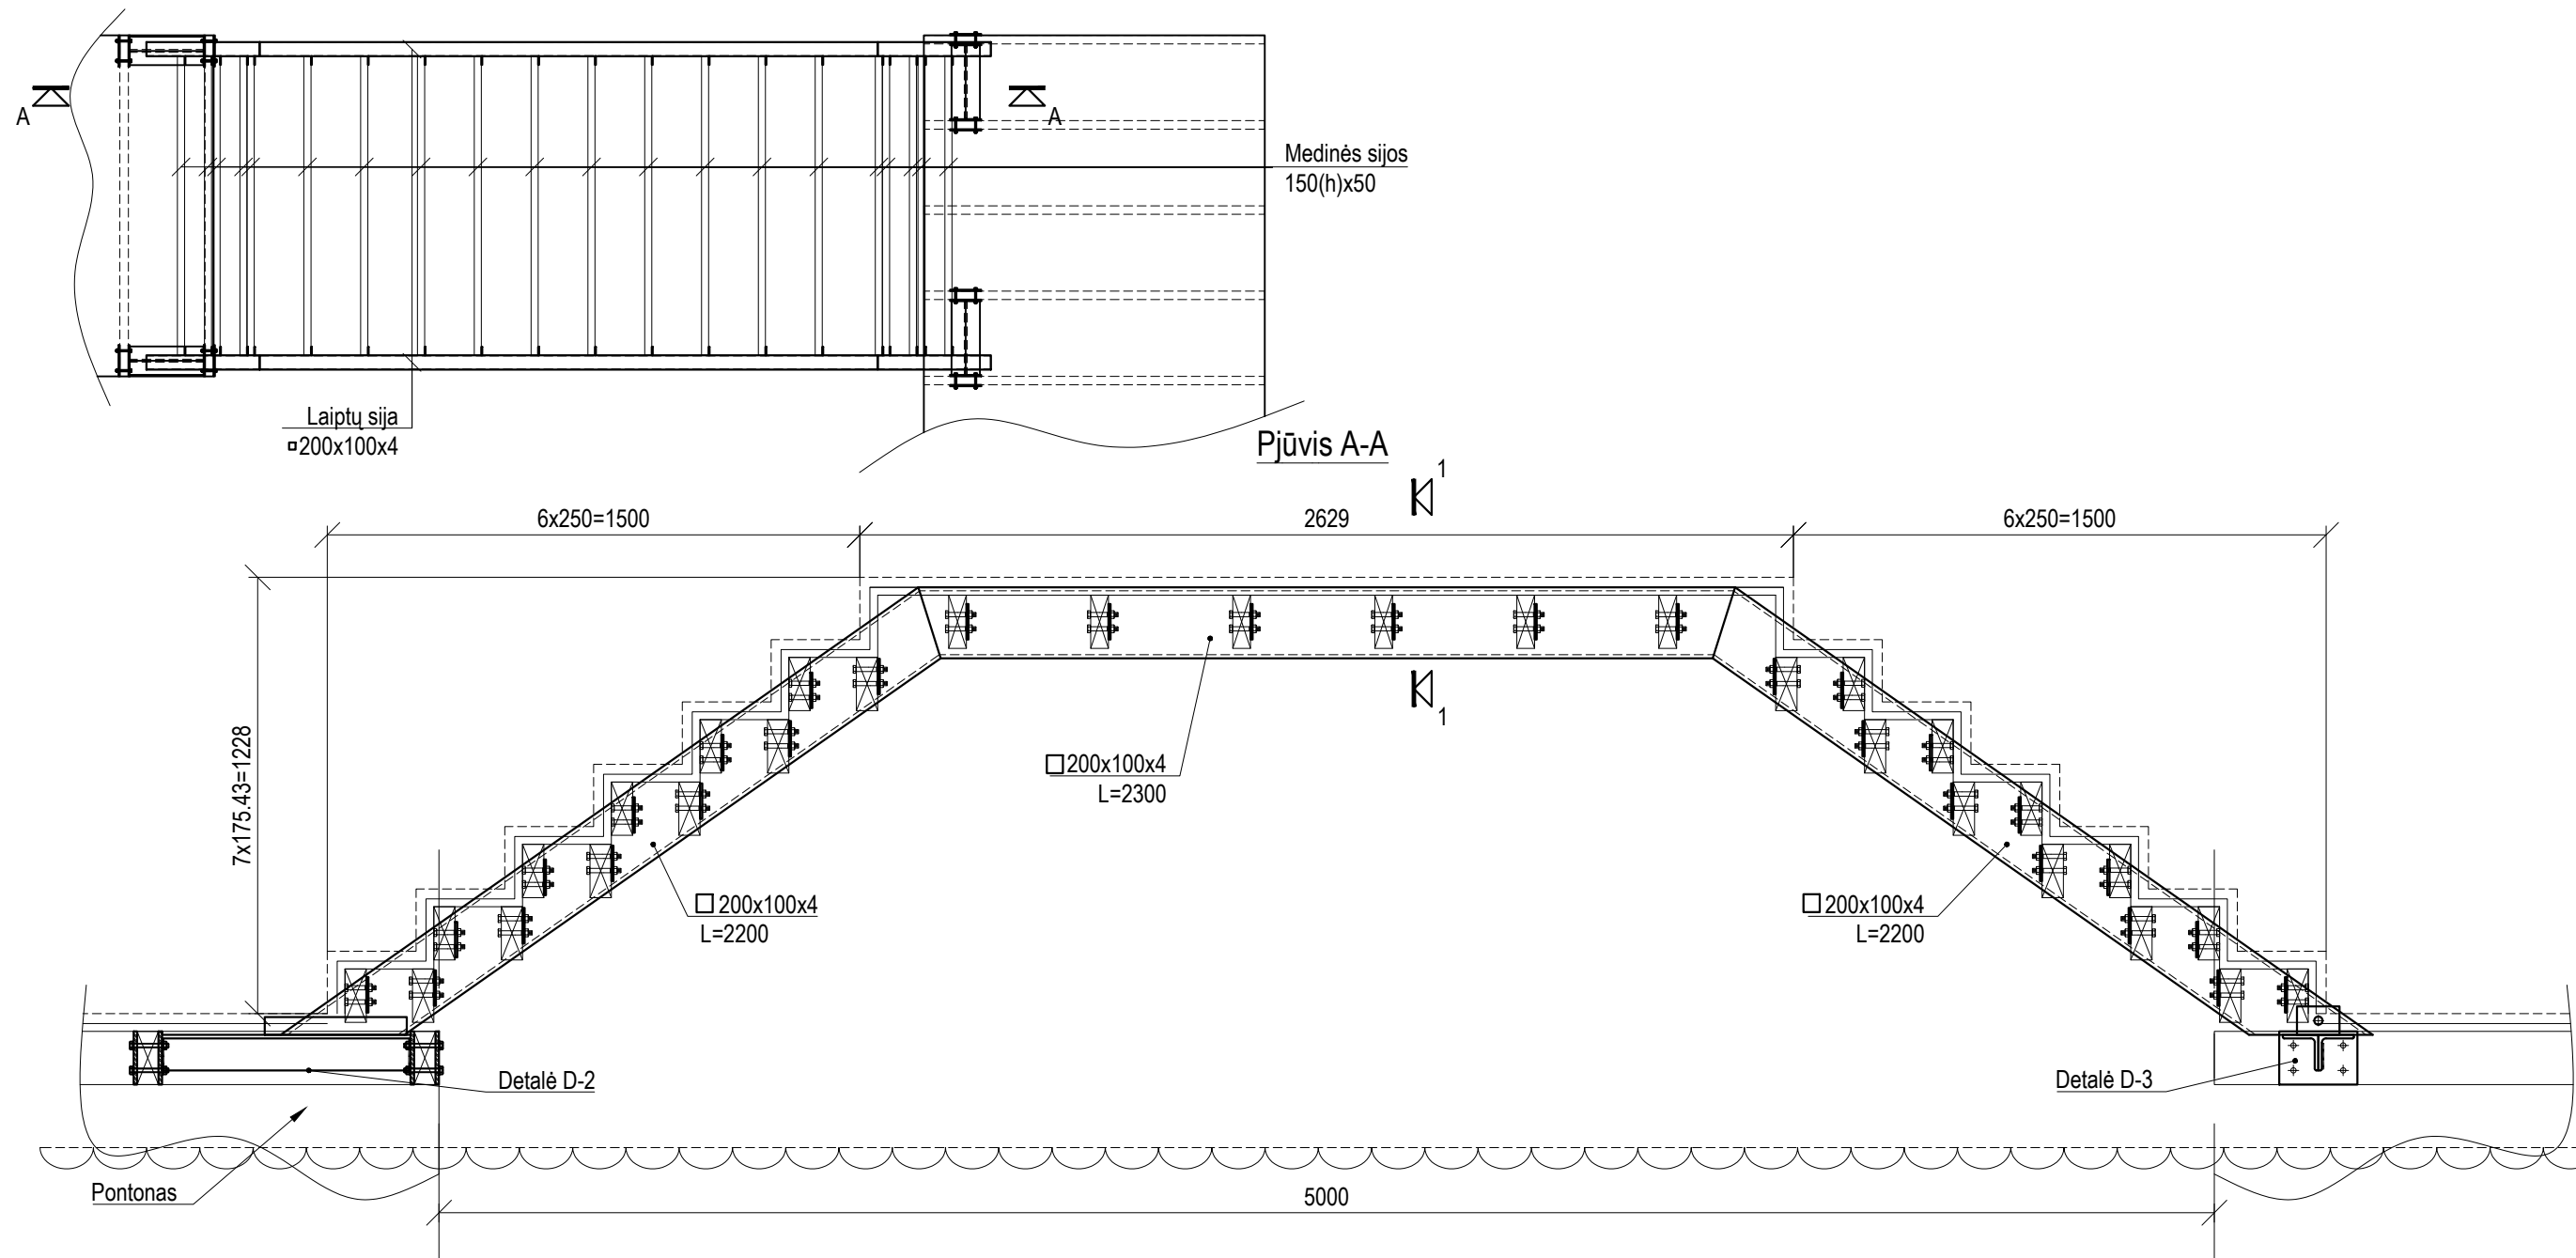 A
A
Medinės sijos
150(h)x50
Laiptų sija
▫200x100x4
Pjūvis A-A
1
6x250=1500
2629
6x250=1500
7x175.43=1228
1
□200x100x4
L=2300
□200x100x4
L=2200
□200x100x4
L=2200
Detalė D-2
Detalė D-3
Pontonas
5000